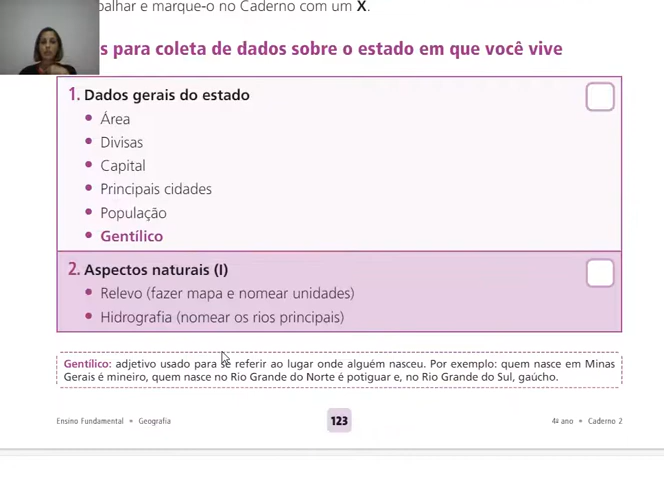 balhar e marque-o no Caderno com um X.
s para coleta de dados sobre o estado em que você vive
1. Dados gerais do estado
• Área
• Divisas
• Capital
• Principais cidades
• População
• Gentílico
2. Aspectos naturais (I)
• Relevo (fazer mapa e nomear unidades)
• Hidrografia (nomear os rios principais)
Gentílico: adjetivo usado para se referir ao lugar onde alguém nasceu. Por exemplo: quem nasce em Minas
Gerais é mineiro, quem nasce no Rio Grande do Norte é potiguar e, no Rio Grande do Sul, gaúcho.
Ensino Fundamental • Geografia 123 4º ano • Caderno 2